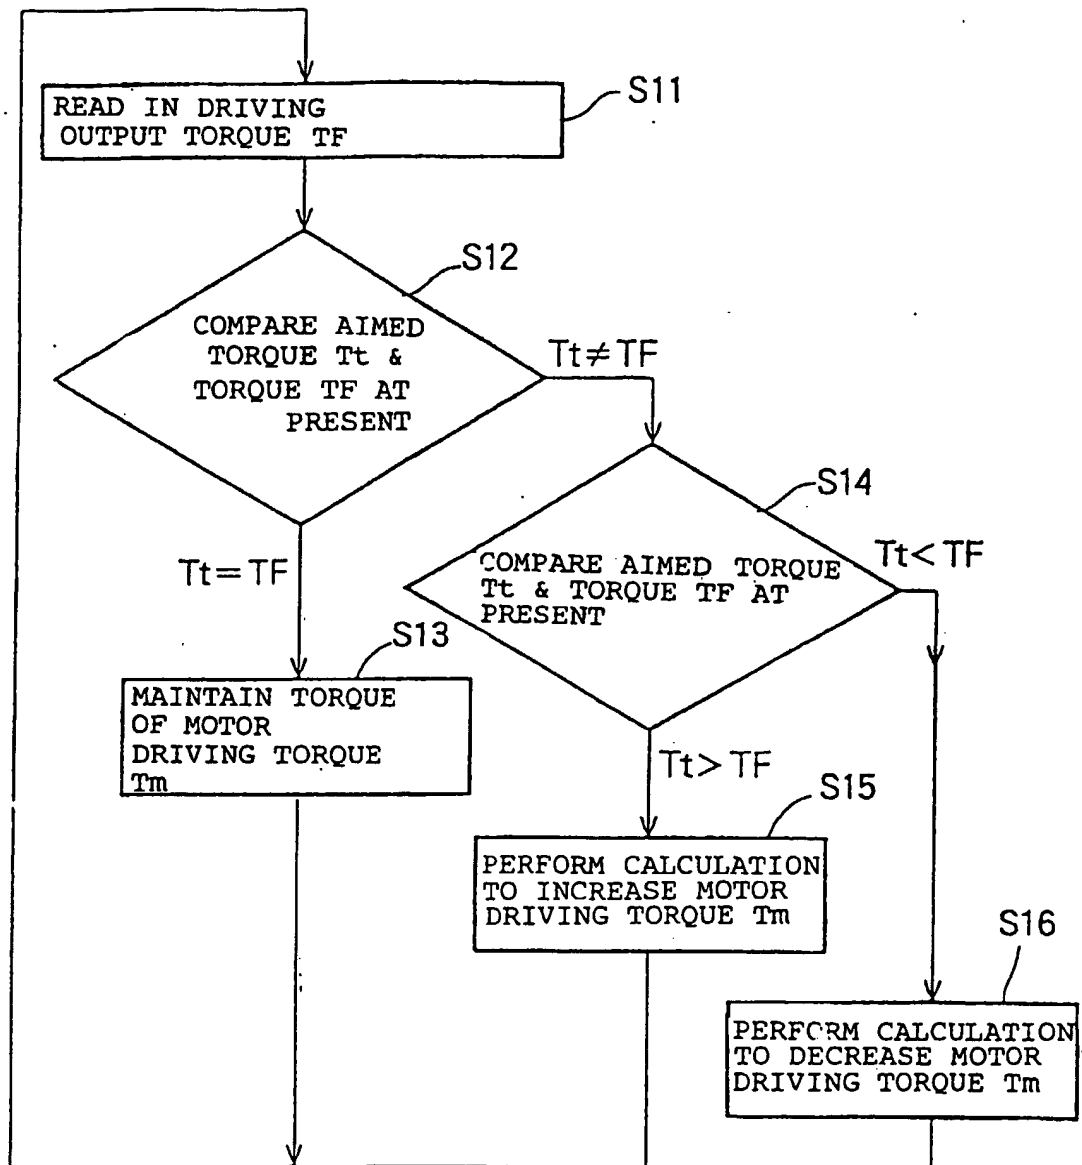 S11
READ IN DRIVING
OUTPUT TORQUE TF
S12
COMPARE AIMED
TORQUE Tt &
TORQUE TF AT
PRESENT
Tt≠TF
S14
Tt=TF
COMPARE AIMED TORQUE
Tt & TORQUE TF AT
PRESENT
Tt<TF
S13
MAINTAIN TORQUE
OF MOTOR
DRIVING TORQUE
Tm
Tt>TF
S15
PERFORM CALCULATION
TO INCREASE MOTOR
DRIVING TORQUE Tm
S16
PERFORM CALCULATION
TO DECREASE MOTOR
DRIVING TORQUE Tm